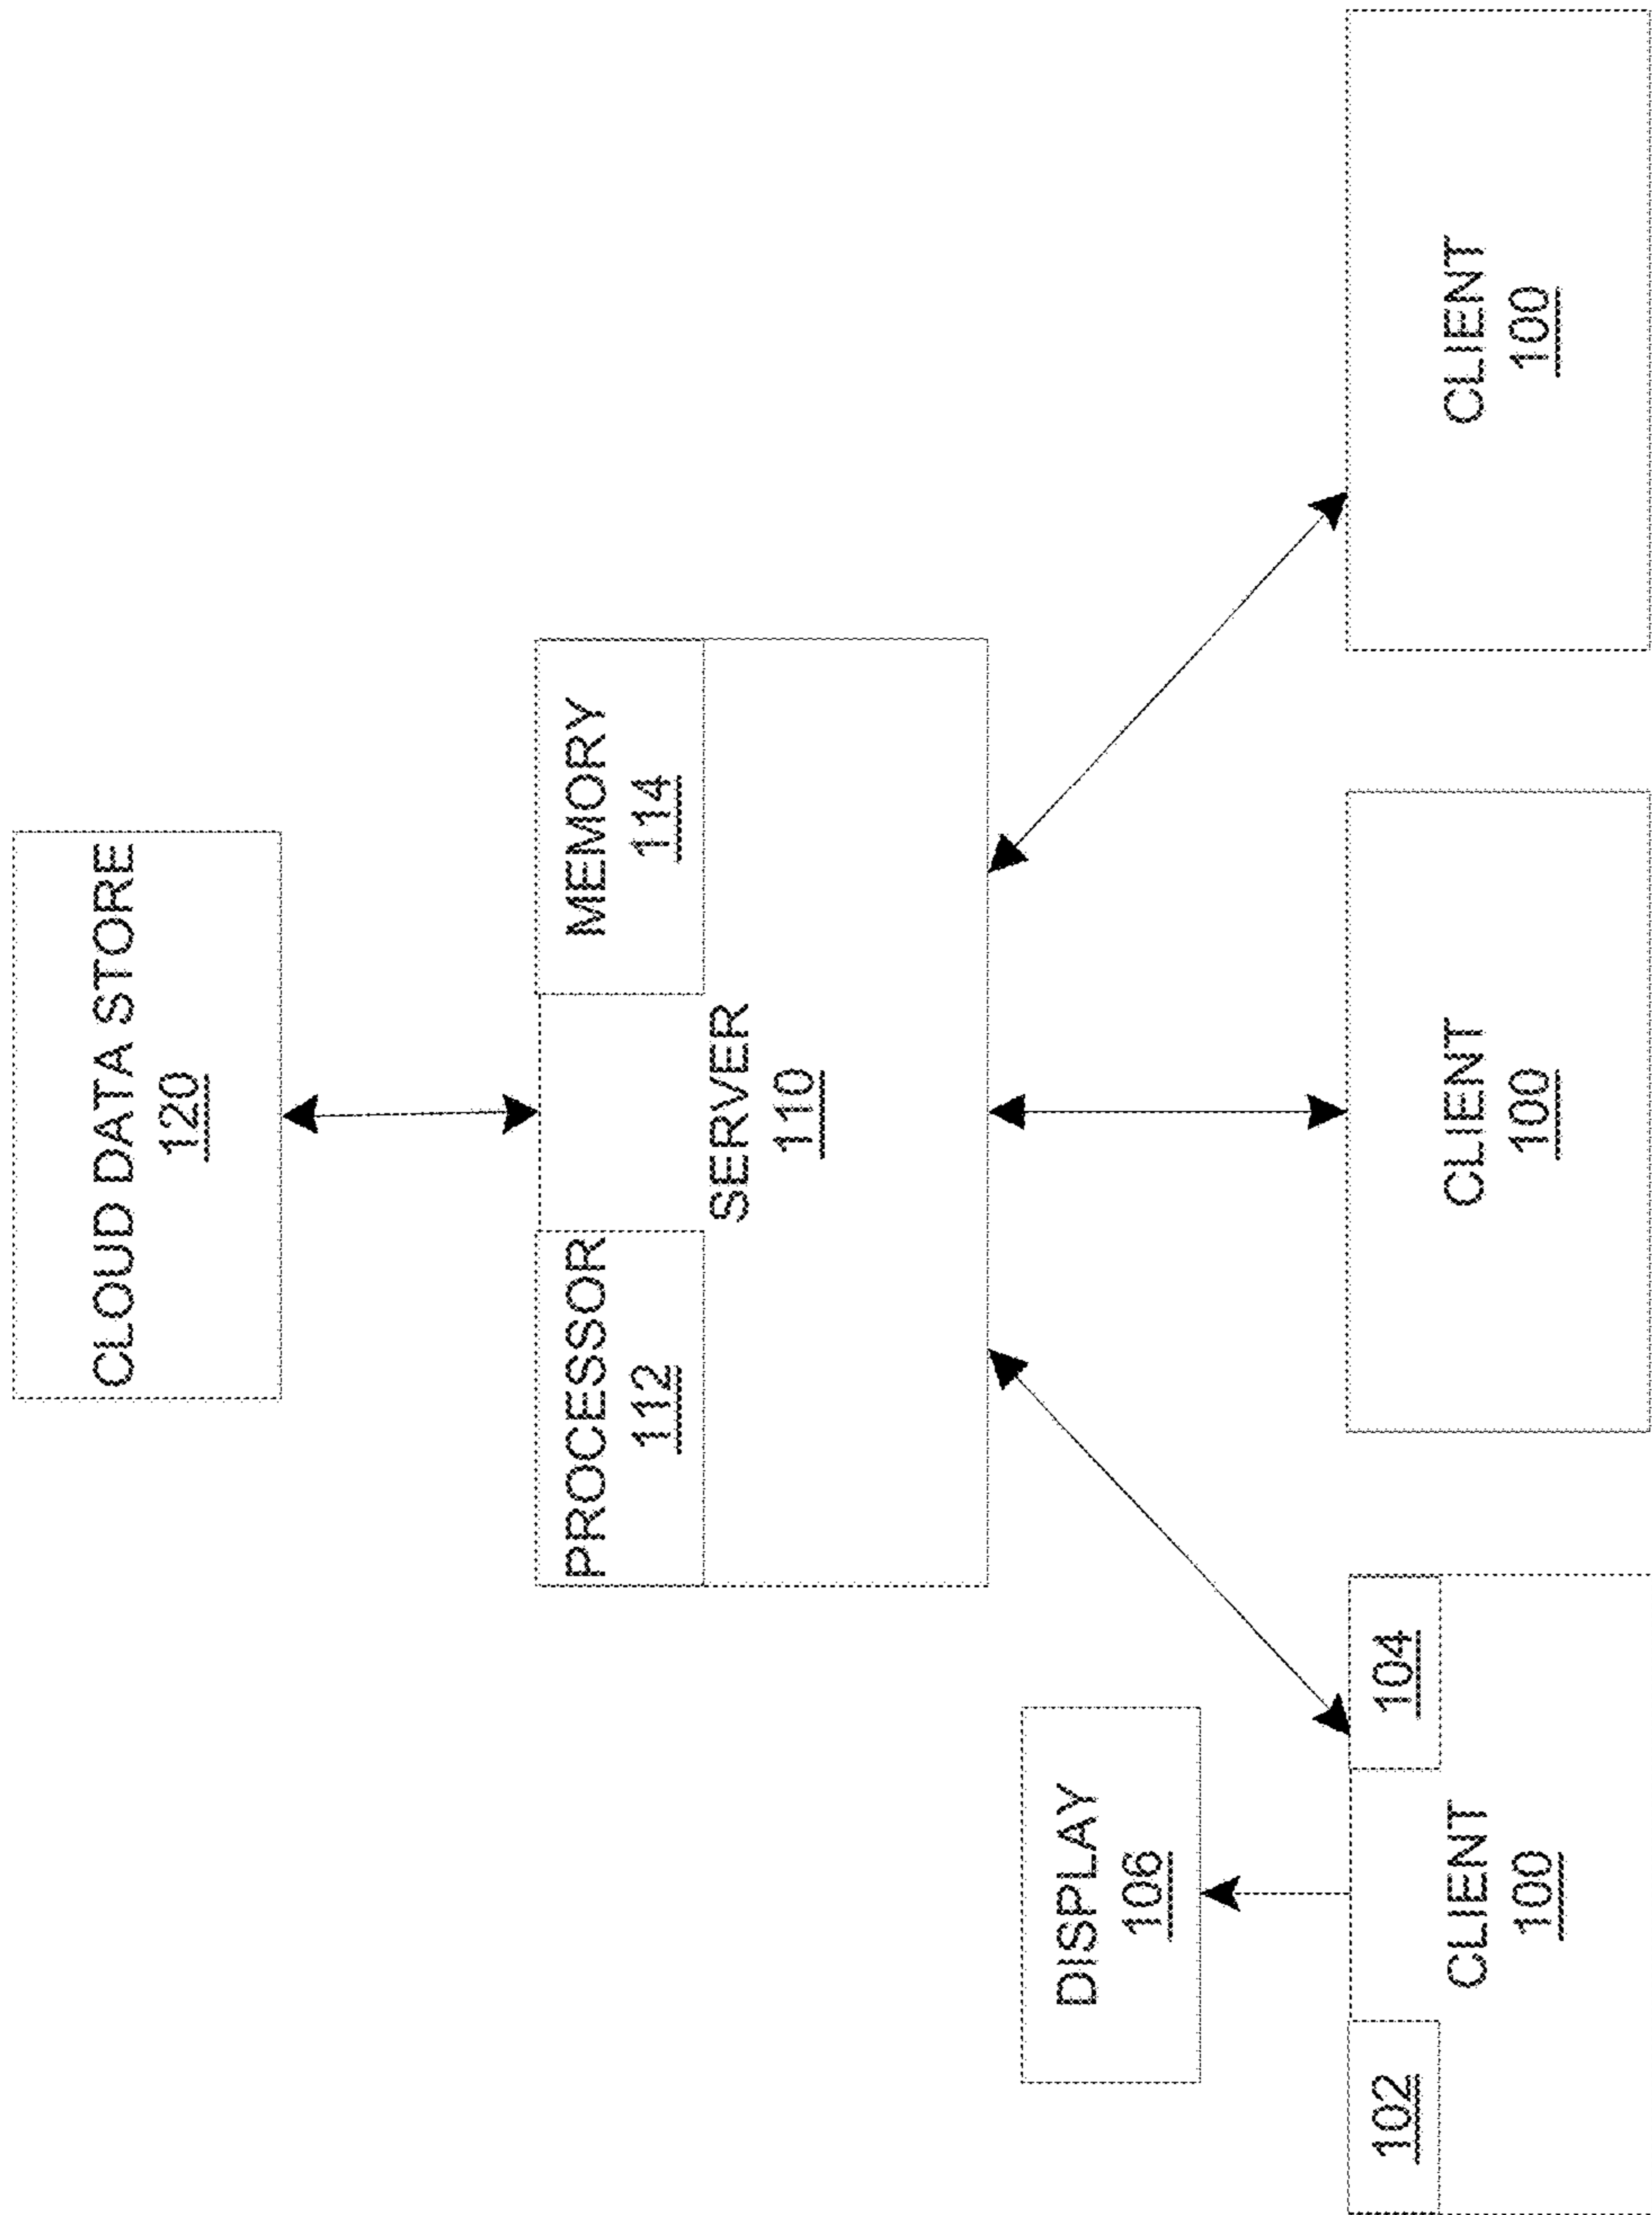 CLOUD DATA STORE
120
PROCESSOR
112
MEMORY
114
SERVER
110
DISPLAY
106
102
104
CLIENT
100
CLIENT
100
CLIENT
100